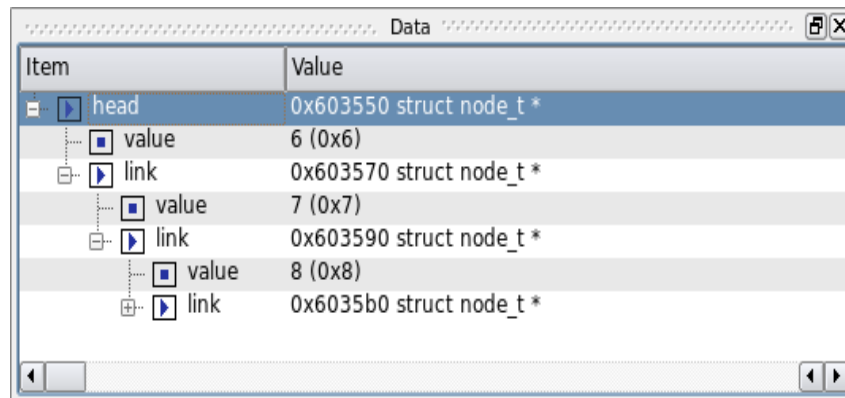 Data
Item Value
head 0x603550 struct node_t *
value 6 (0x6)
link 0x603570 struct node_t *
value 7 (0x7)
link 0x603590 struct node_t *
value 8 (0x8)
link 0x6035b0 struct node_t *